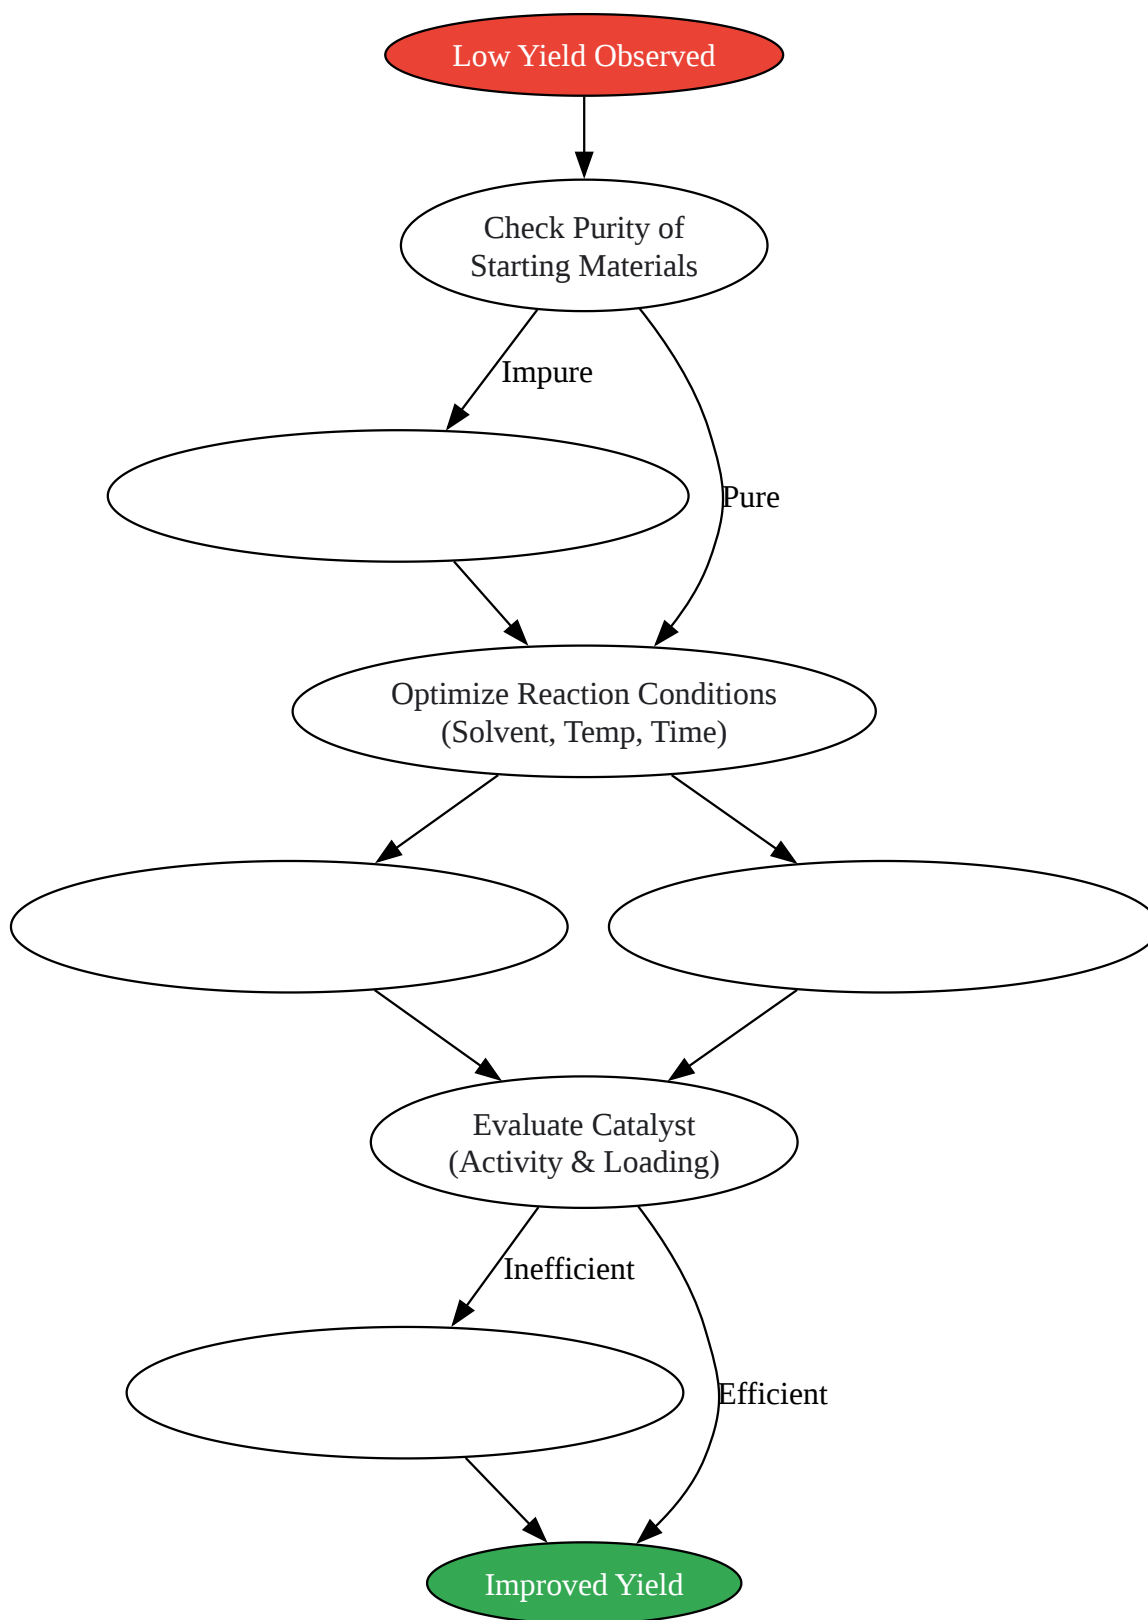 Low Yield Observed
Check Purity of
Starting Materials
Impure
Pure
Optimize Reaction Conditions
(Solvent, Temp, Time)
Evaluate Catalyst
(Activity & Loading)
Inefficient
Efficient
Improved Yield